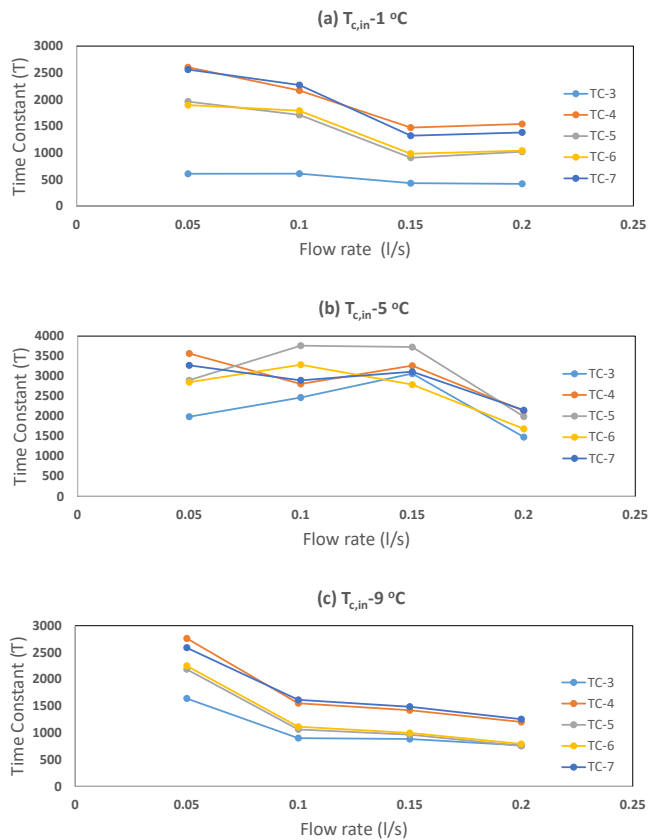 (a) Tc,in-1 °C
3000
2500
2000
1500
1000
500
0
0 0.05 0.1 0.15 0.2 0.25
Time Constant (T)
Flow rate (l/s)
TC-3
TC-4
TC-5
TC-6
TC-7
(b) Tc,in-5 °C
4000
3500
3000
2500
2000
1500
1000
500
0
0 0.05 0.1 0.15 0.2 0.25
Time Constant (T)
Flow rate (l/s)
TC-3
TC-4
TC-5
TC-6
TC-7
(c) Tc,in-9 °C
3000
2500
2000
1500
1000
500
0
0 0.05 0.1 0.15 0.2 0.25
Time Constant (T)
Flow rate (l/s)
TC-3
TC-4
TC-5
TC-6
TC-7